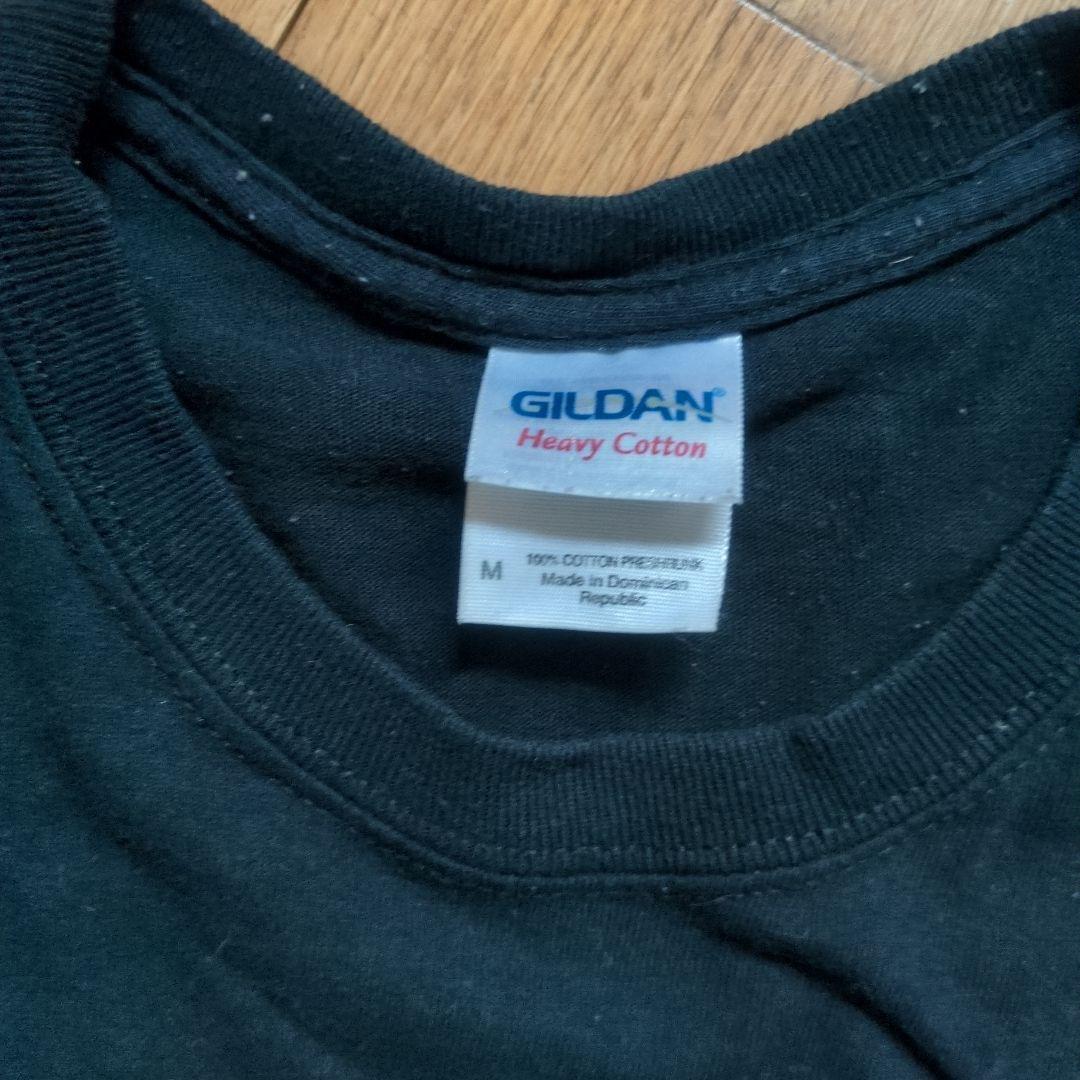 GILDAN®
Heavy Cotton
M
100% COTTON PRESHRUNK
Made in Dominican
Republic